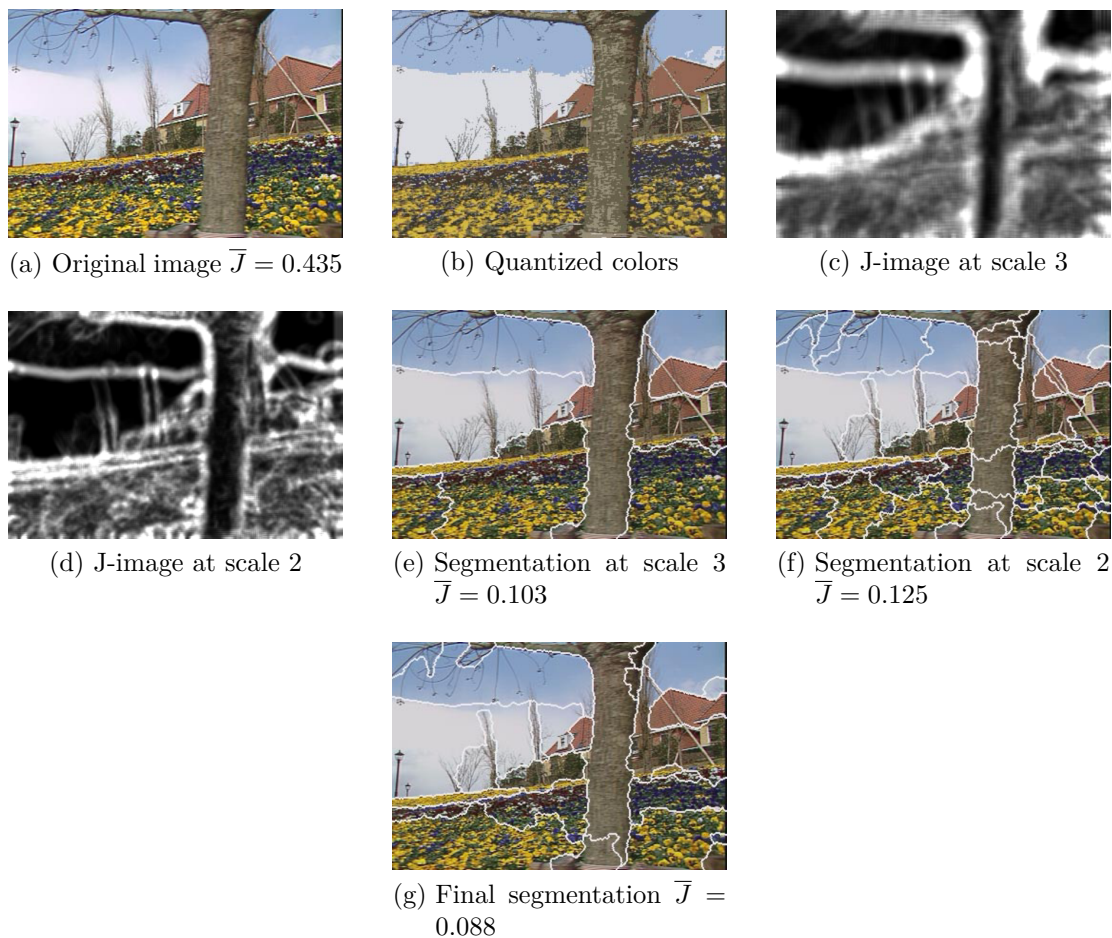 (a) Original image J̅ = 0.435
(b) Quantized colors
(c) J-image at scale 3
(d) J-image at scale 2
(e) Segmentation at scale 3
J̅ = 0.103
(f) Segmentation at scale 2
J̅ = 0.125
(g) Final segmentation J̅ =
0.088